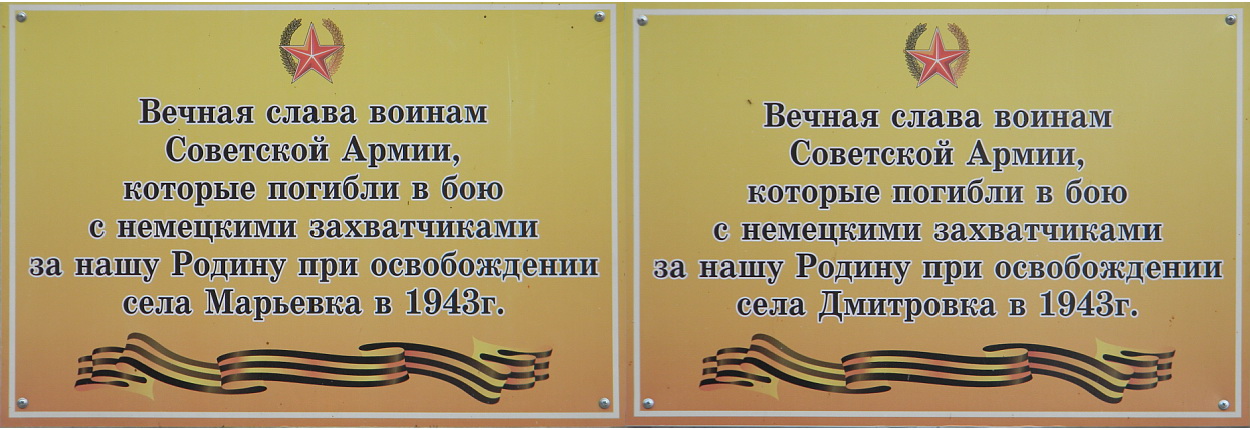 Вечная слава воинам
Советской Армии,
которые погибли в бою
с немецкими захватчиками
за нашу Родину при освобождении
села Марьевка в 1943г.
Вечная слава воинам
Советской Армии,
которые погибли в бою
с немецкими захватчиками
за нашу Родину при освобождении
села Дмитровка в 1943г.